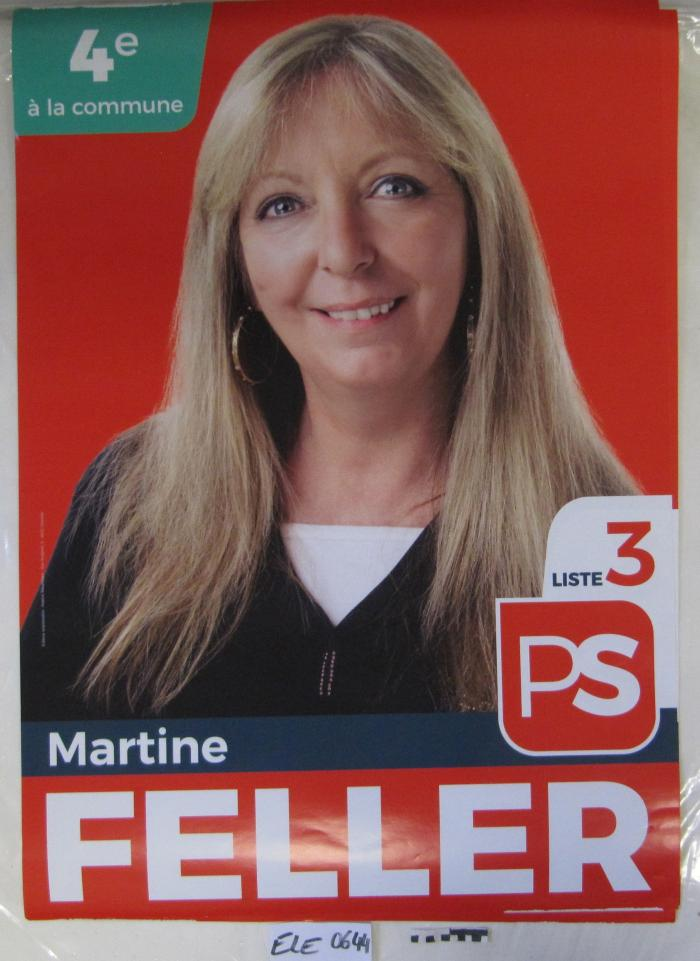 4e
à la commune
LISTE 3
PS
Martine
FELLER
ELE 0644